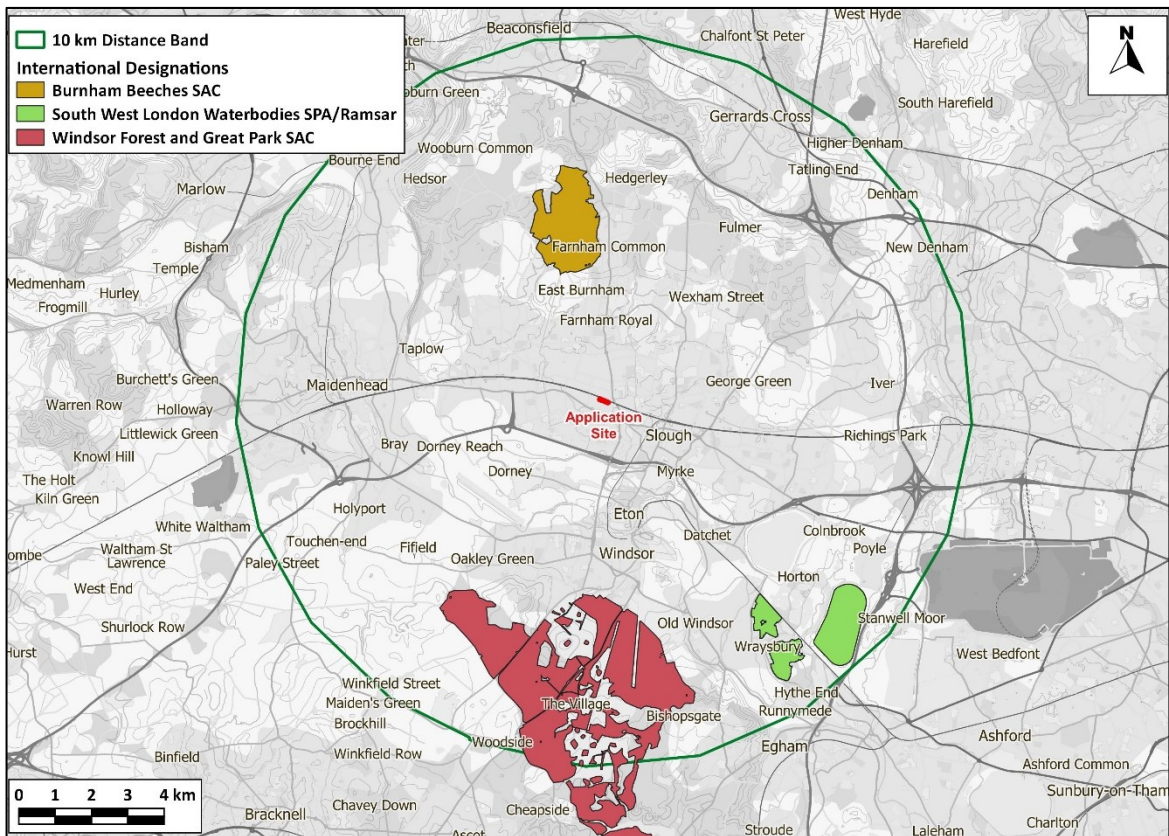 10 km Distance Band
International Designations
Burnham Beeches SAC
South West London Waterbodies SPA/Ramsar
Windsor Forest and Great Park SAC
N
West Hyde
Beaconsfield
Chalfont St Peter
Harefield
South Harefield
Gerrards Cross
Higher Denham
Wooburn Common
Bourne End
Tatling End
Hedsor
Hedgerley
Marlow
Denham
Fulmer
Bisham
Farnham Common
New Denham
Temple
Medmenham
Hurley
East Burnham
Wexham Street
Frogmill
Farnham Royal
Taplow
Burchett's Green
Maidenhead
George Green
Iver
Warren Row
Holloway
Application
Site
Littlewick Green
Slough
Richings Park
Bray
Dorney Reach
Knowl Hill
Dorney
Myrke
The Holt
Kiln Green
Holyport
Eton
White Waltham
Datchet
Colnbrook
Touchen-end
Fifield
Windsor
Poyle
Waltham St
Lawrence
Oakley Green
Paley Street
Horton
West End
Old Windsor
Stanwell Moor
Shurlock Row
Wraysbury
West Bedfont
Hurst
Winkfield Street
Hythe End
Maiden's Green
The Village
Runnymede
Bishopsgate
Brockhill
Woodside
Egham
Ashford
Binfield
Winkfield Row
Ashford Common
0 1 2 3 4 km
Sunbury-on-Tham
Chavey Down
Cheapside
Bracknell
Charlton
Ascot
Stroude
Laleham